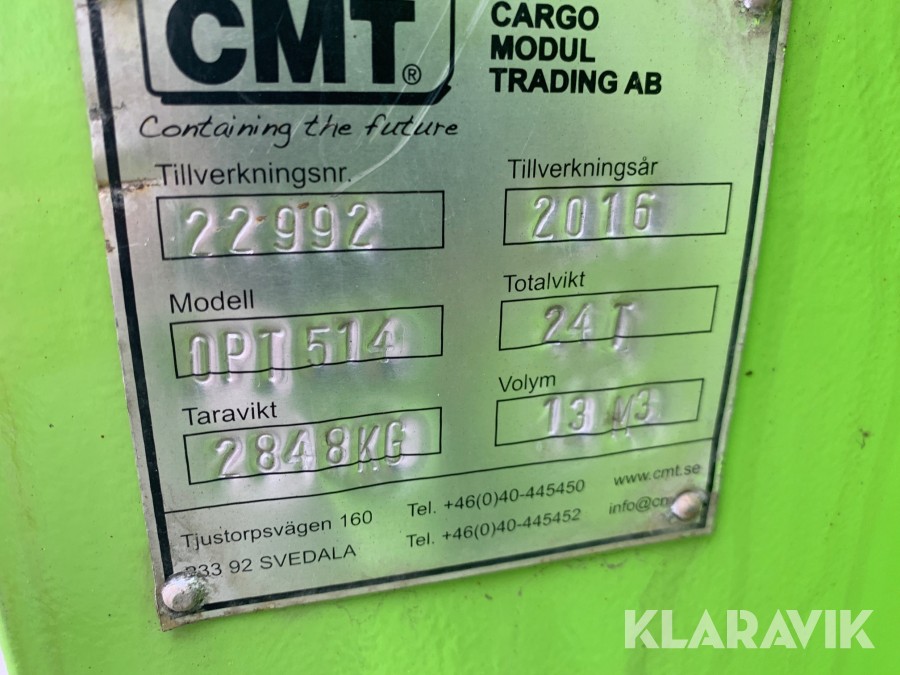 CMT®
CARGO
MODUL
TRADING AB
Containing the future
Tillverkningsnr.
22992
Tillverkningsår
2016
Modell
OPT 514
Totalvikt
24 T
Taravikt
2848KG
Volym
13 M3
Tjustorpsvägen 160
33 92 SVEDALA
Tel. +46(0)40-445450
Tel. +46(0)40-445452
www.cmt.se
KLARAVIK